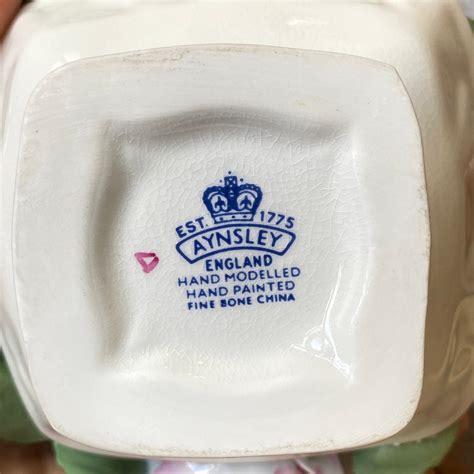 EST. 1775
AYNSLEY
ENGLAND
HAND MODELLED
HAND PAINTED
FINE BONE CHINA